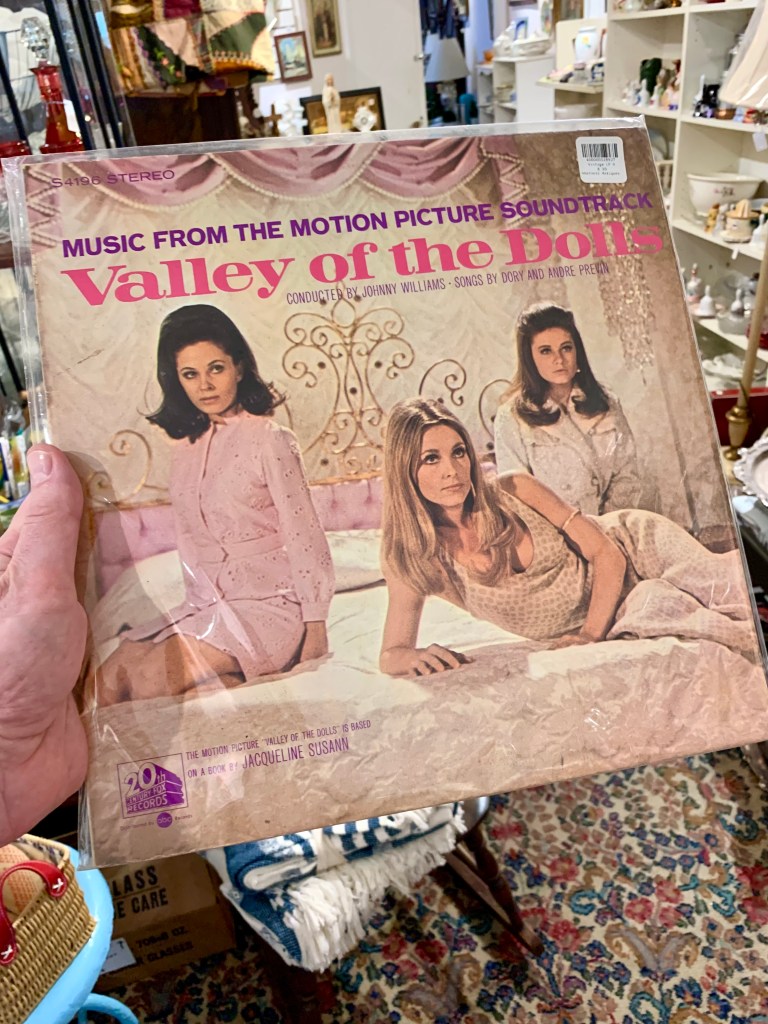 S4196 STEREO
MUSIC FROM THE MOTION PICTURE SOUNDTRACK
Valley of the Dolls
CONDUCTED BY JOHNNY WILLIAMS · SONGS BY DORY AND ANDRE PREVIN
THE MOTION PICTURE "VALLEY OF THE DOLLS" IS BASED
ON A BOOK BY JACQUELINE SUSANN
20th
CENTURY FOX
RECORDS
abc
LASS
E CARE